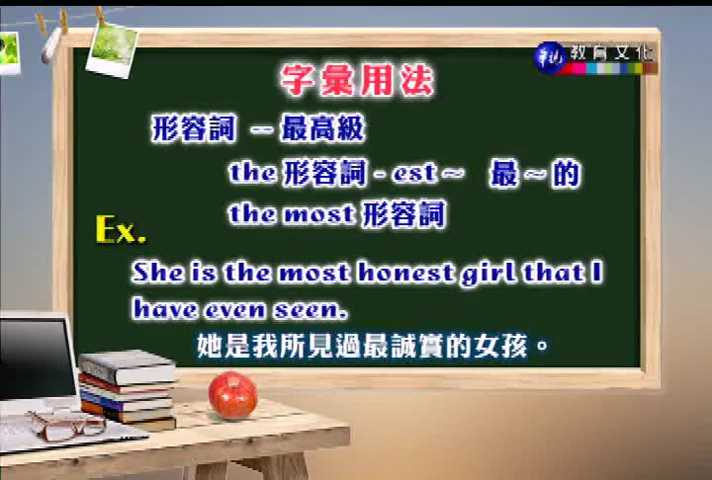 華視 教育文化
字彙用法
形容詞 -- 最高級
the 形容詞 - est ~ 最 ~ 的
the most 形容詞
Ex.
She is the most honest girl that I
have even seen.
她是我所見過最誠實的女孩。